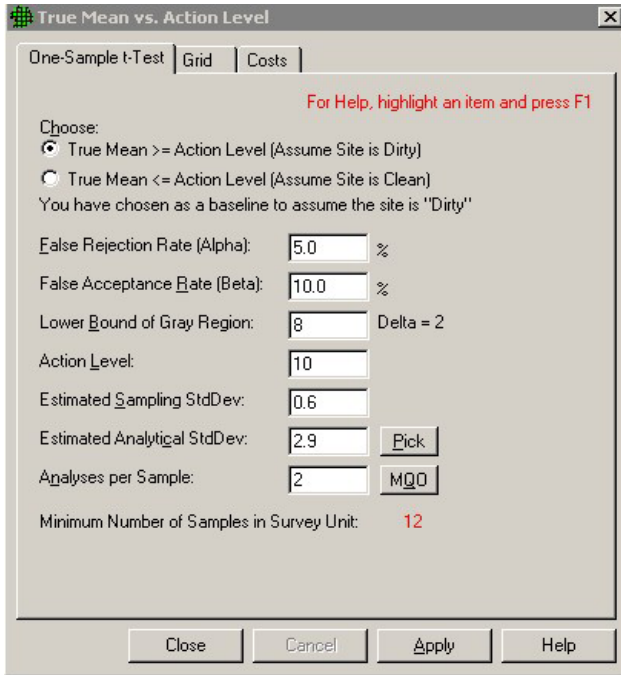 True Mean vs. Action Level
One-Sample t-Test Grid Costs
For Help, highlight an item and press F1
Choose:
True Mean >= Action Level (Assume Site is Dirty)
True Mean <= Action Level (Assume Site is Clean)
You have chosen as a baseline to assume the site is "Dirty"
False Rejection Rate (Alpha): 5.0 %
False Acceptance Rate (Beta): 10.0 %
Lower Bound of Gray Region: 8 Delta = 2
Action Level: 10
Estimated Sampling StdDev: 0.6
Estimated Analytical StdDev: 2.9 Pick
Analyses per Sample: 2 MQO
Minimum Number of Samples in Survey Unit: 12
Close Cancel Apply Help